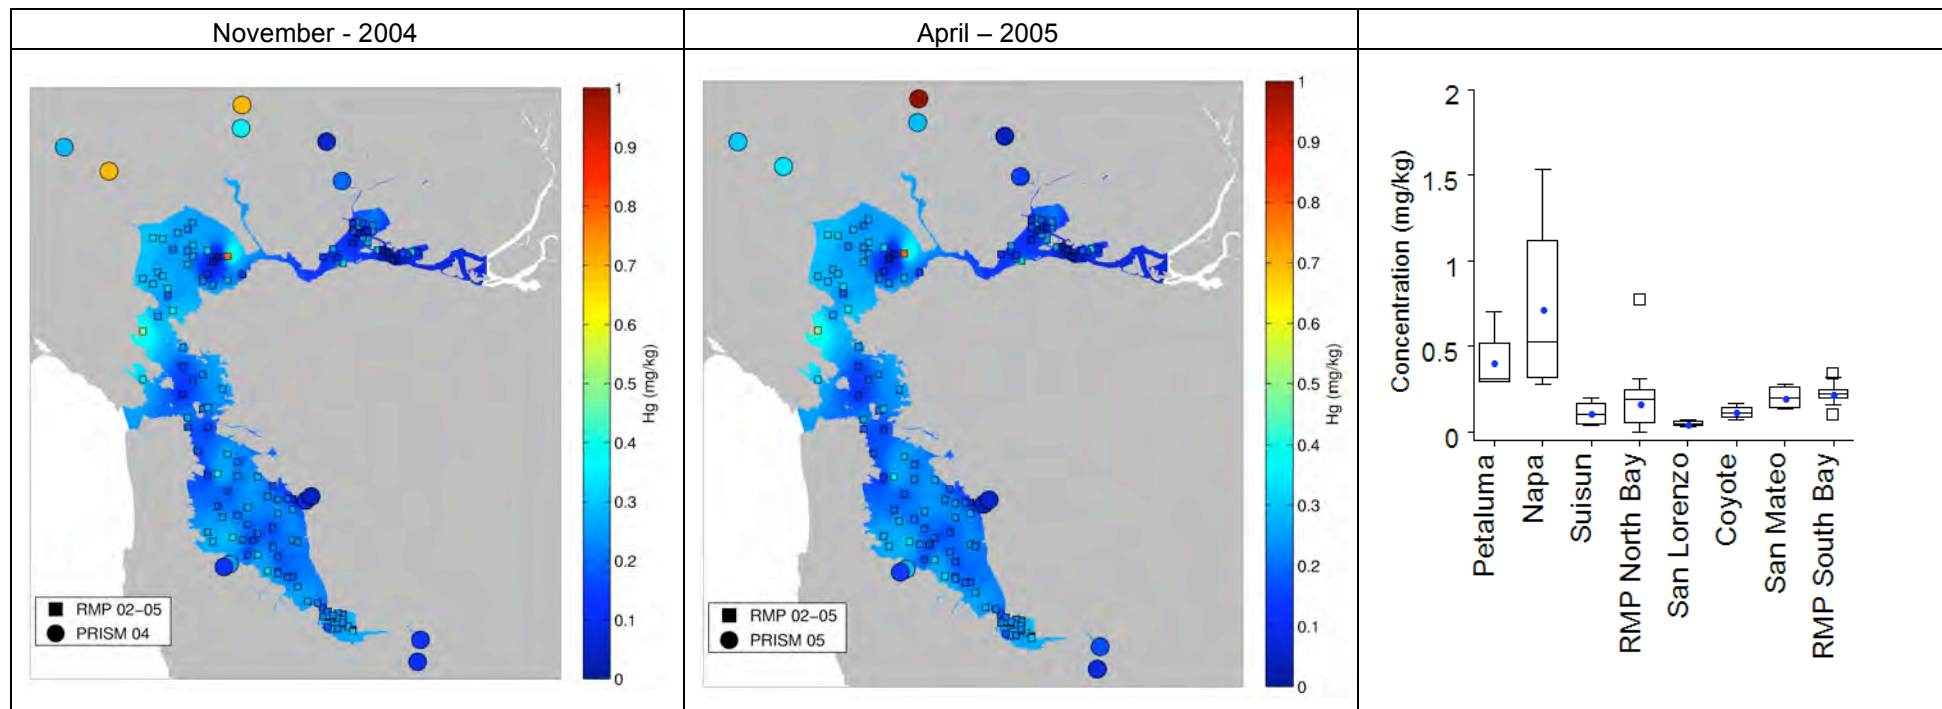 November - 2004
April – 2005
1
0.9
0.8
0.7
0.6
0.5
0.4
0.3
0.2
0.1
0
Hg (mg/kg)
RMP 02-05
PRISM 04
1
0.9
0.8
0.7
0.6
0.5
0.4
0.3
0.2
0.1
0
Hg (mg/kg)
RMP 02-05
PRISM 05
2
1.5
1
0.5
0
Concentration (mg/kg)
Petaluma
Napa
Suisun
RMP North Bay
San Lorenzo
Coyote
San Mateo
RMP South Bay